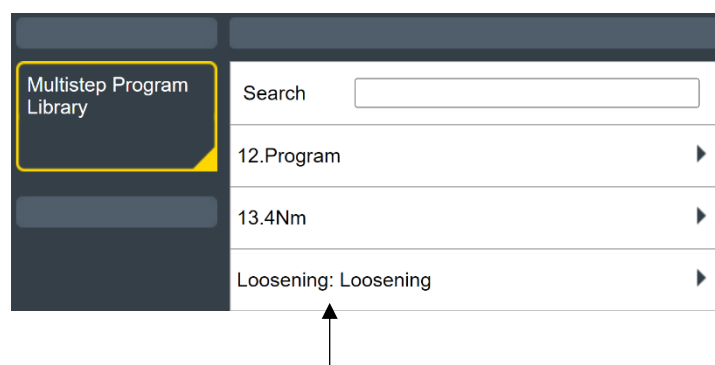 Multistep Program
Library
Search
12.Program
13.4Nm
Loosening: Loosening